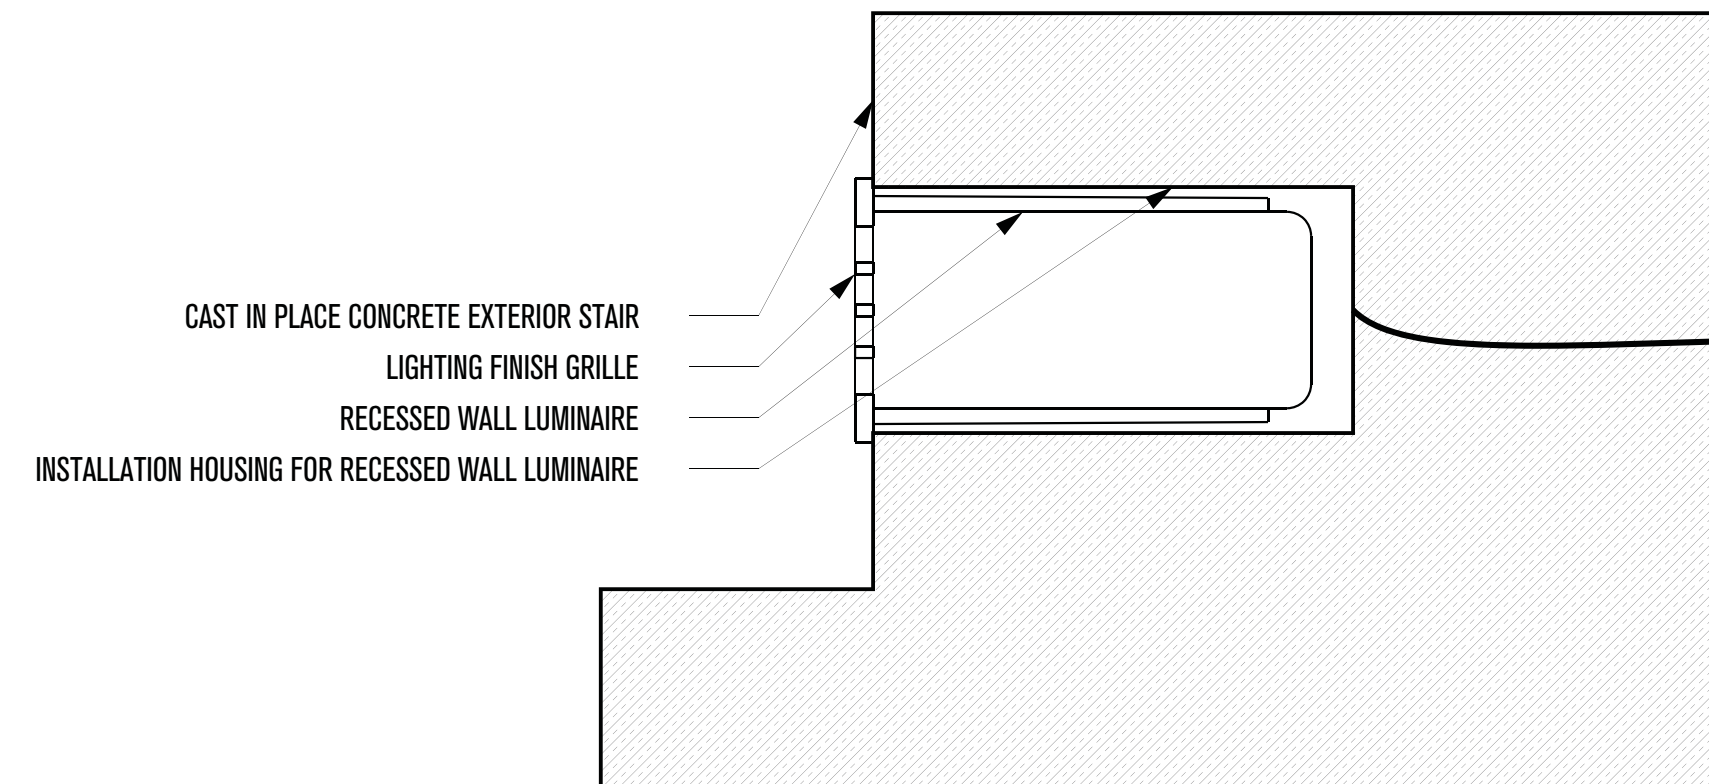 CAST IN PLACE CONCRETE EXTERIOR STAIR
LIGHTING FINISH GRILLE
RECESSED WALL LUMINAIRE
INSTALLATION HOUSING FOR RECESSED WALL LUMINAIRE